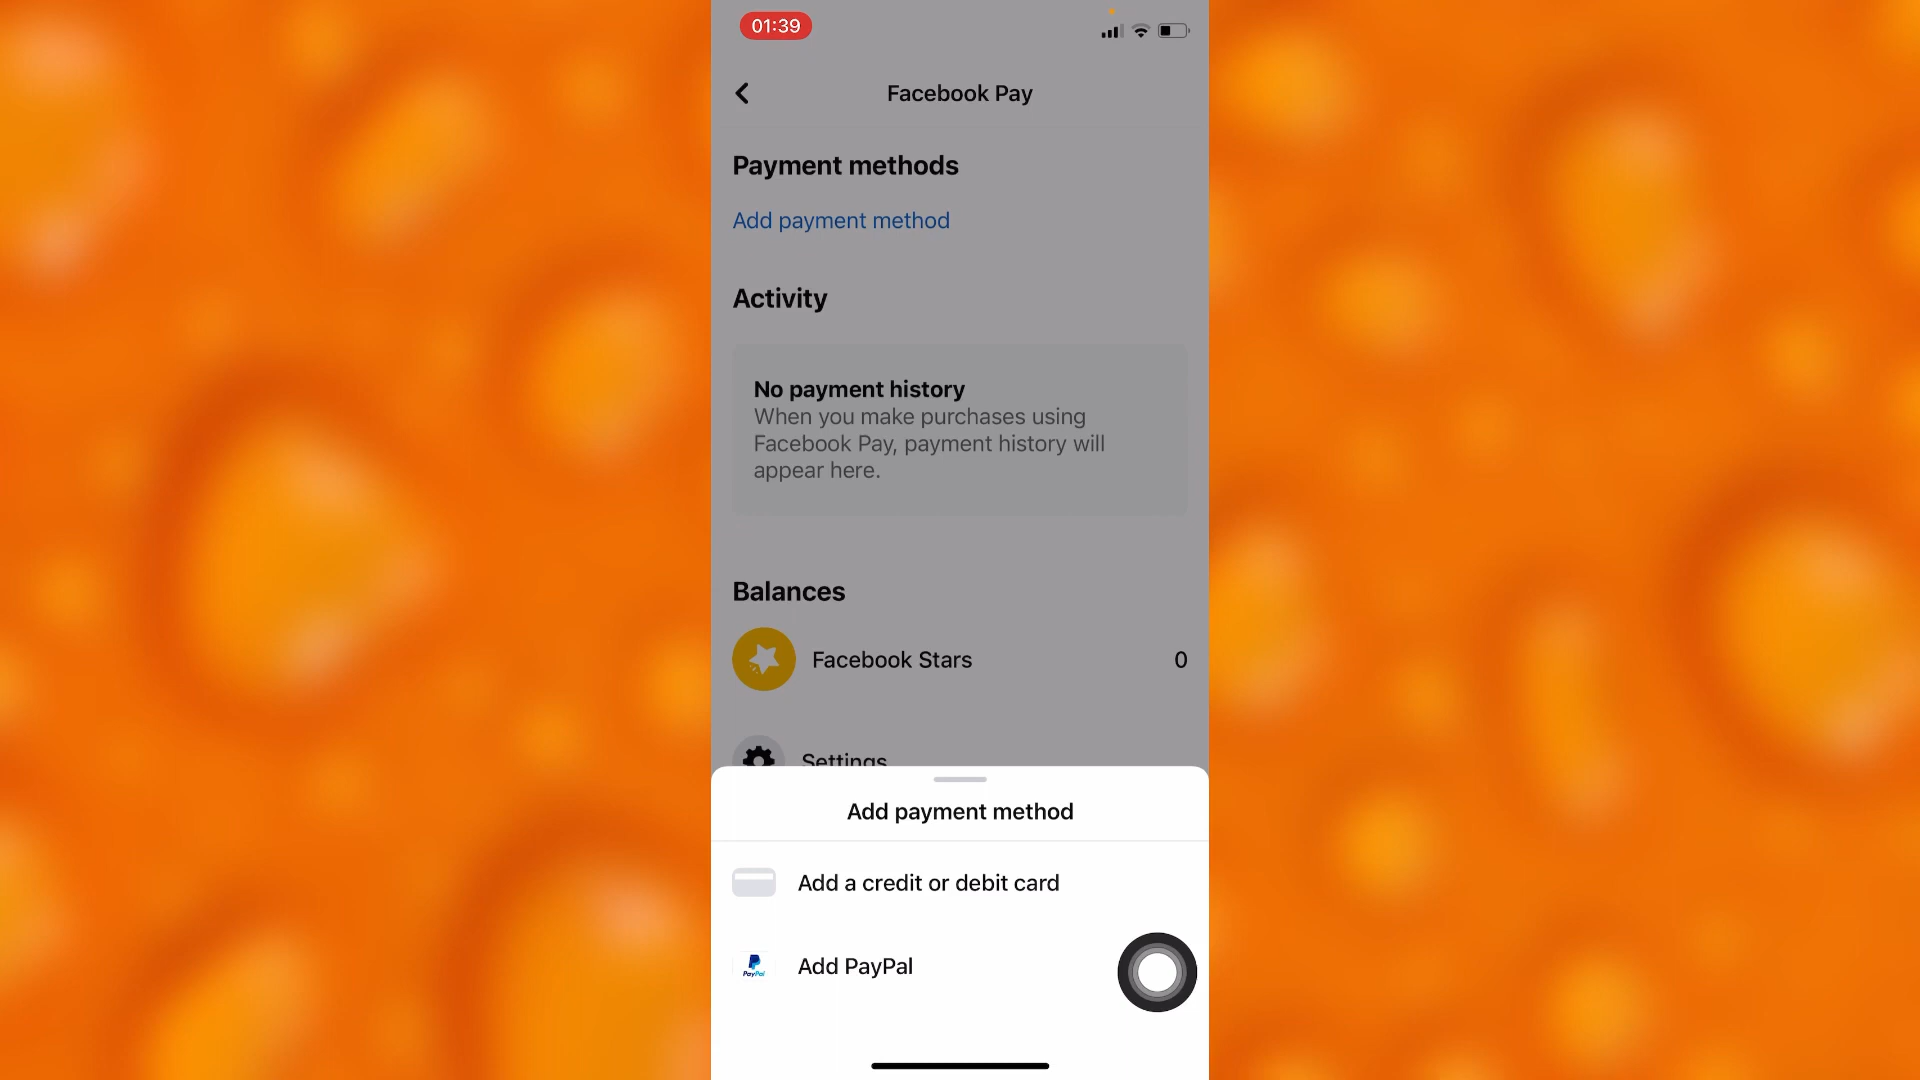 01:39
Facebook Pay
Payment methods
Add payment method
Activity
No payment history
When you make purchases using
Facebook Pay, payment history will
appear here.
Balances
Facebook Stars 0
Settings
Add payment method
Add a credit or debit card
PayPal Add PayPal